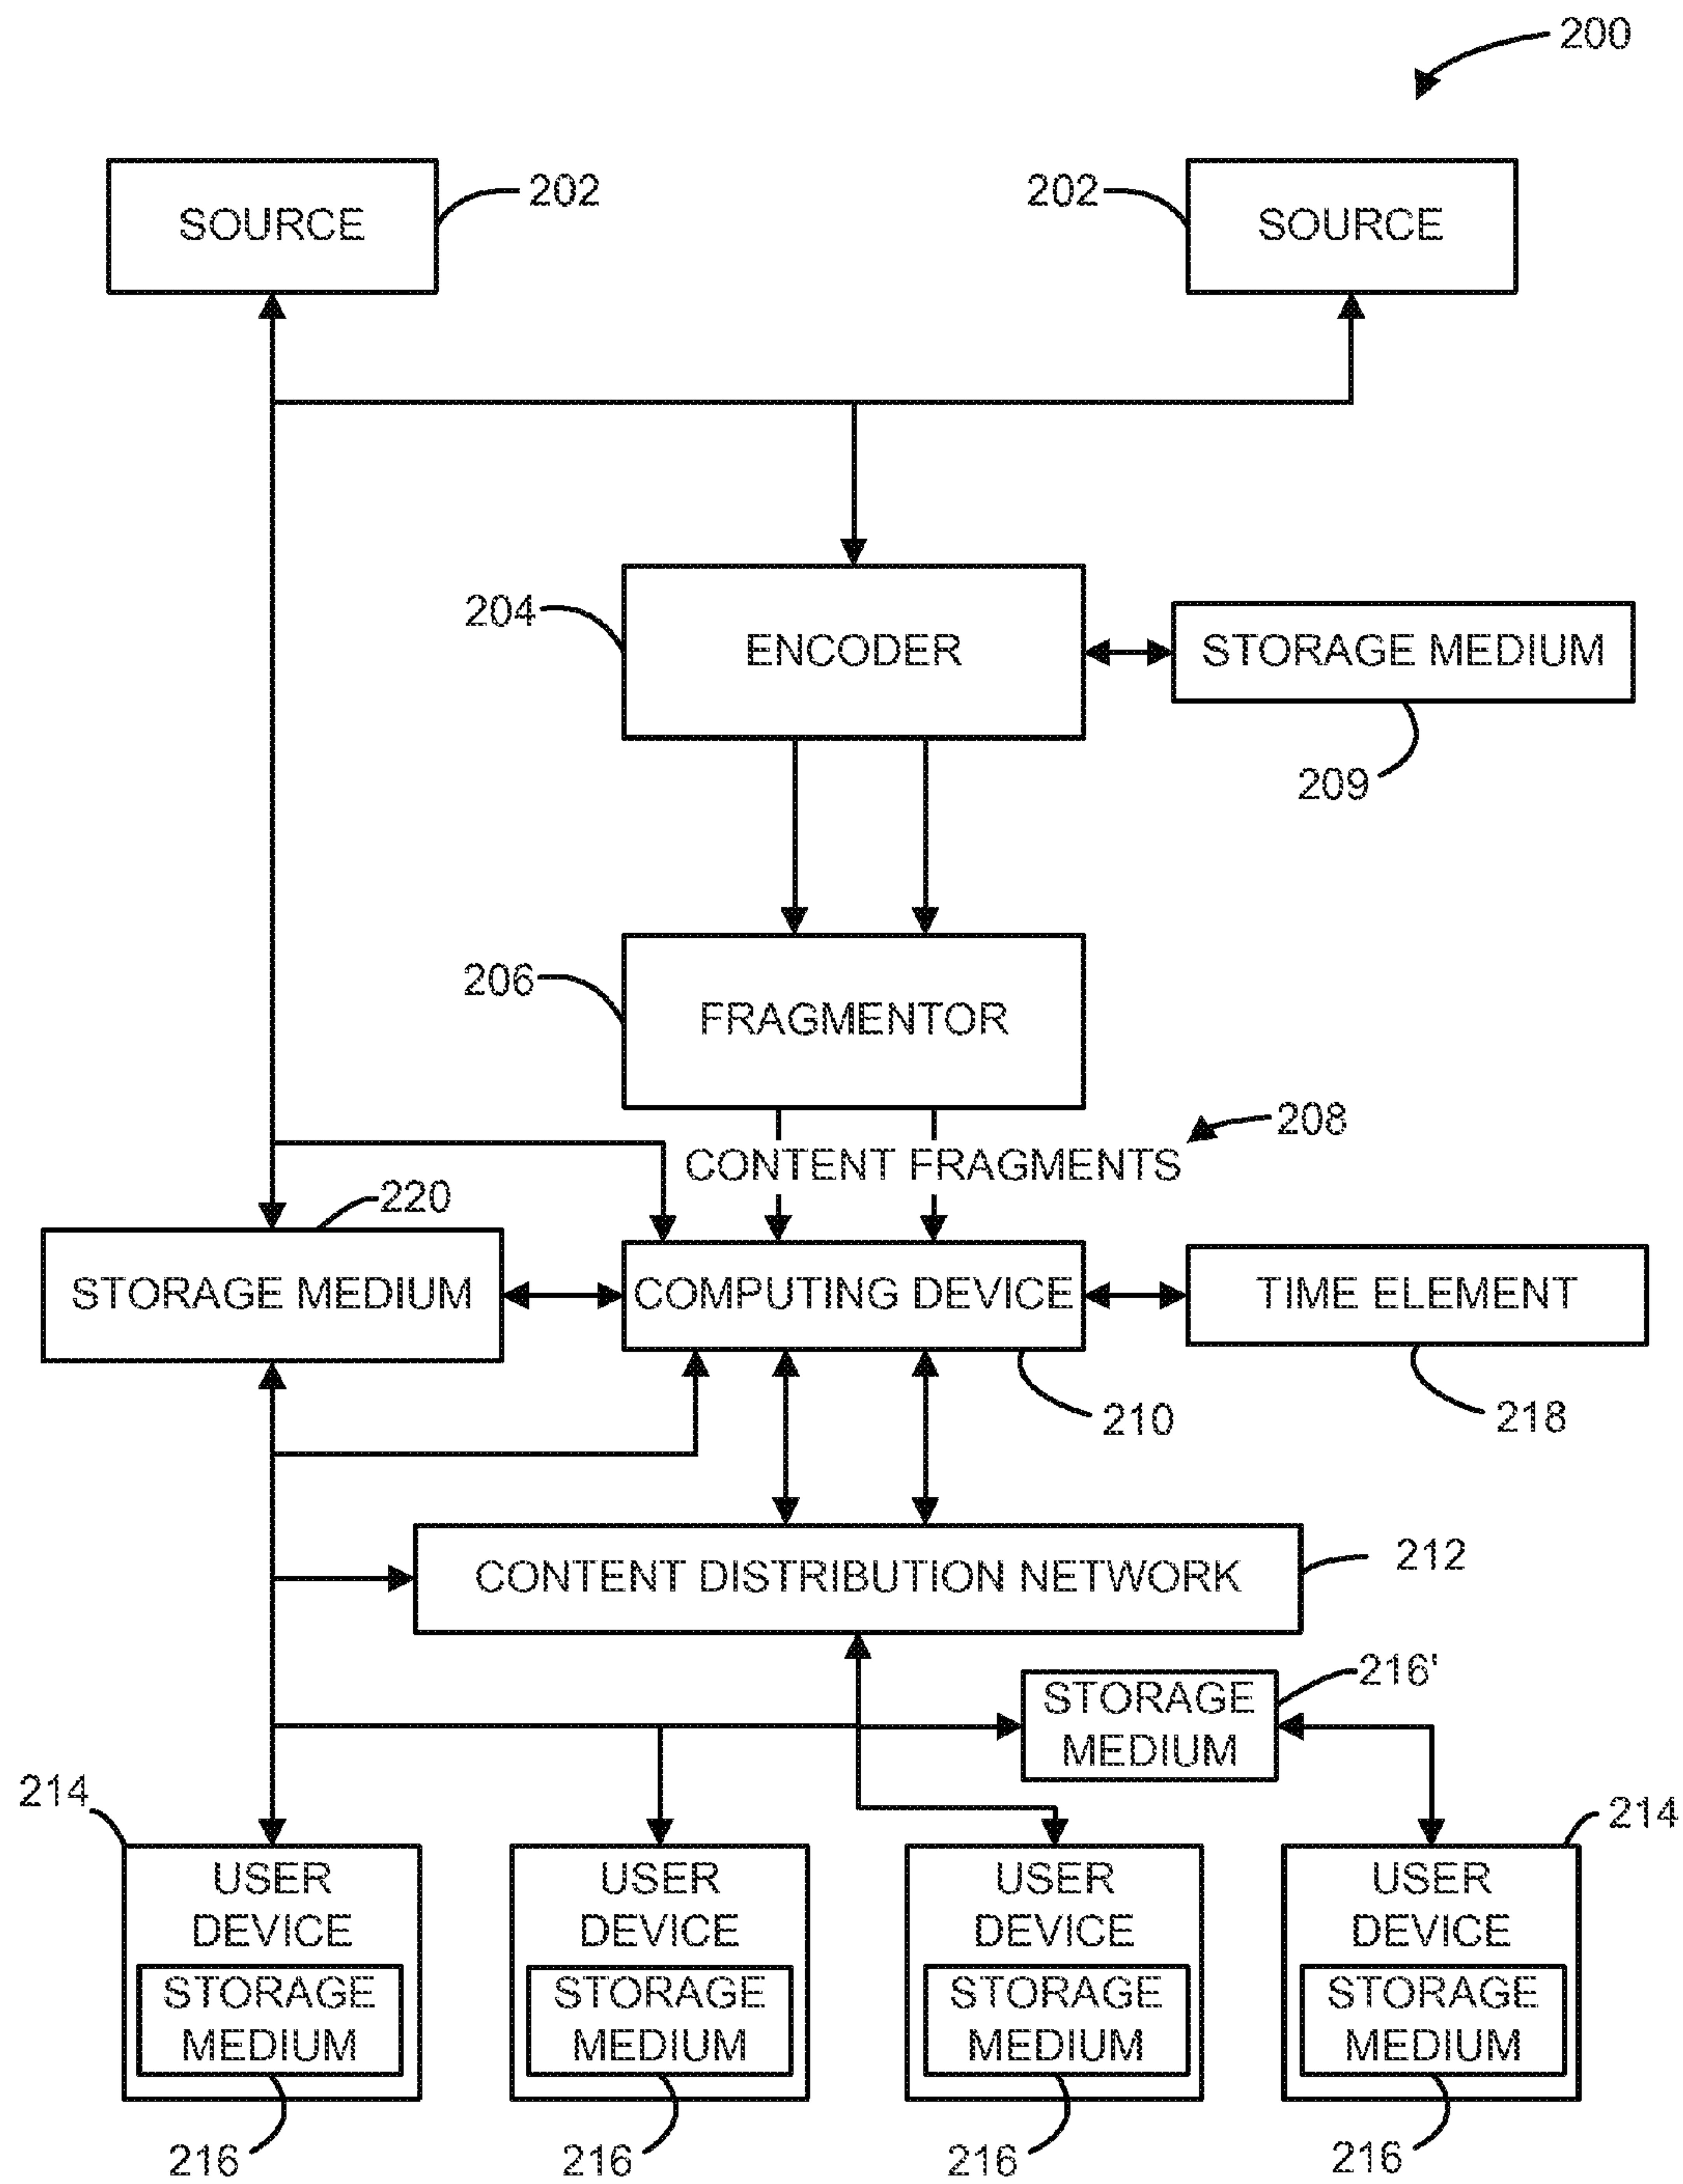 200
SOURCE
202
202
SOURCE
204
ENCODER
STORAGE MEDIUM
209
206
FRAGMENTOR
208
CONTENT FRAGMENTS
220
STORAGE MEDIUM
COMPUTING DEVICE
TIME ELEMENT
210
218
CONTENT DISTRIBUTION NETWORK
212
216'
STORAGE
MEDIUM
214
214
USER
DEVICE
STORAGE
MEDIUM
216
USER
DEVICE
STORAGE
MEDIUM
216
USER
DEVICE
STORAGE
MEDIUM
216
USER
DEVICE
STORAGE
MEDIUM
216